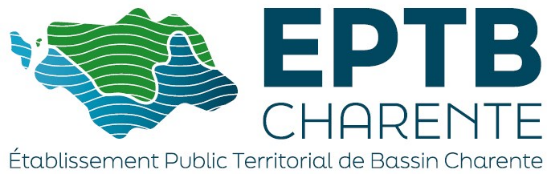 EPTB
CHARENTE
Établissement Public Territorial de Bassin Charente